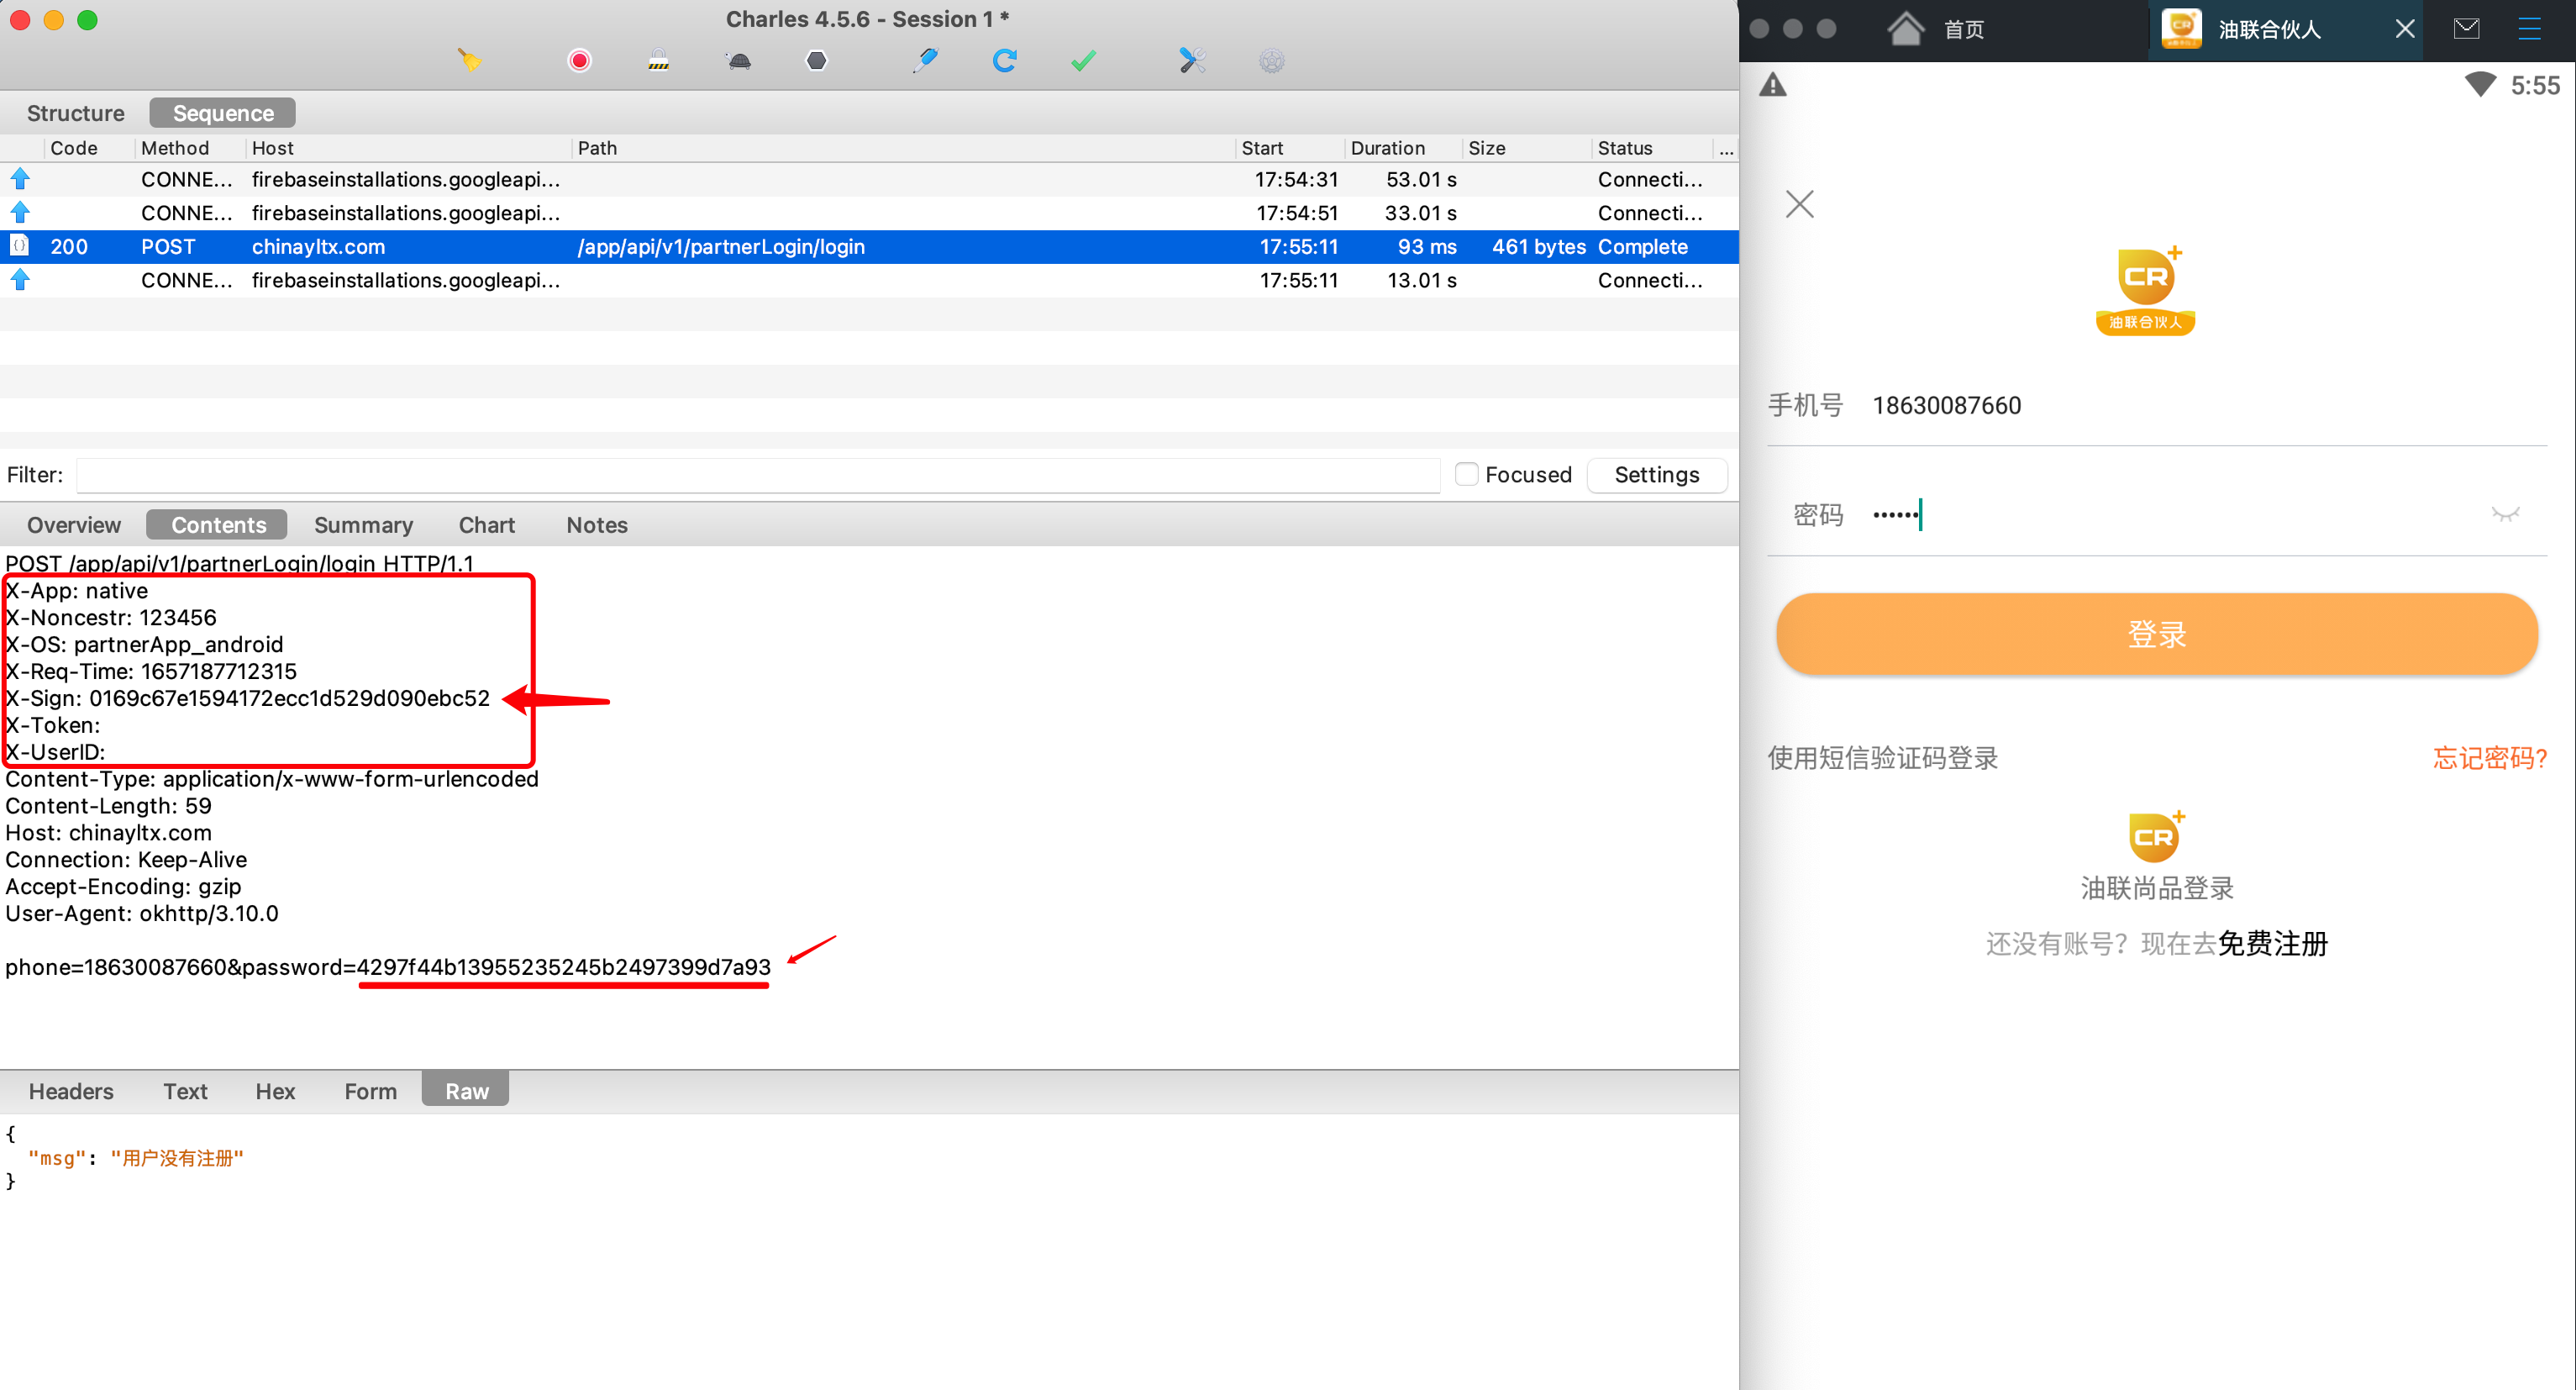 Charles 4.5.6 - Session 1 *
Structure Sequence
Code Method Host Path Start Duration Size Status ...
CONNE... firebaseinstallations.googleapi... 17:54:31 53.01 s Connecti...
CONNE... firebaseinstallations.googleapi... 17:54:51 33.01 s Connecti...
200 POST chinayltx.com /app/api/v1/partnerLogin/login 17:55:11 93 ms 461 bytes Complete
CONNE... firebaseinstallations.googleapi... 17:55:11 13.01 s Connecti...
Filter: Focused Settings
Overview Contents Summary Chart Notes
POST /app/api/v1/partnerLogin/login HTTP/1.1
X-App: native
X-Noncestr: 123456
X-OS: partnerApp_android
X-Req-Time: 1657187712315
X-Sign: 0169c67e1594172ecc1d529d090ebc52
X-Token:
X-UserID:
Content-Type: application/x-www-form-urlencoded
Content-Length: 59
Host: chinayltx.com
Connection: Keep-Alive
Accept-Encoding: gzip
User-Agent: okhttp/3.10.0
phone=18630087660&password=4297f44b13955235245b2497399d7a93
Headers Text Hex Form Raw
{
"msg": "用户没有注册"
}
首页 油联合伙人
5:55
CR
油联合伙人
手机号 18630087660
密码 ••••••
登录
使用短信验证码登录 忘记密码?
CR
油联尚品登录
还没有账号？现在去免费注册